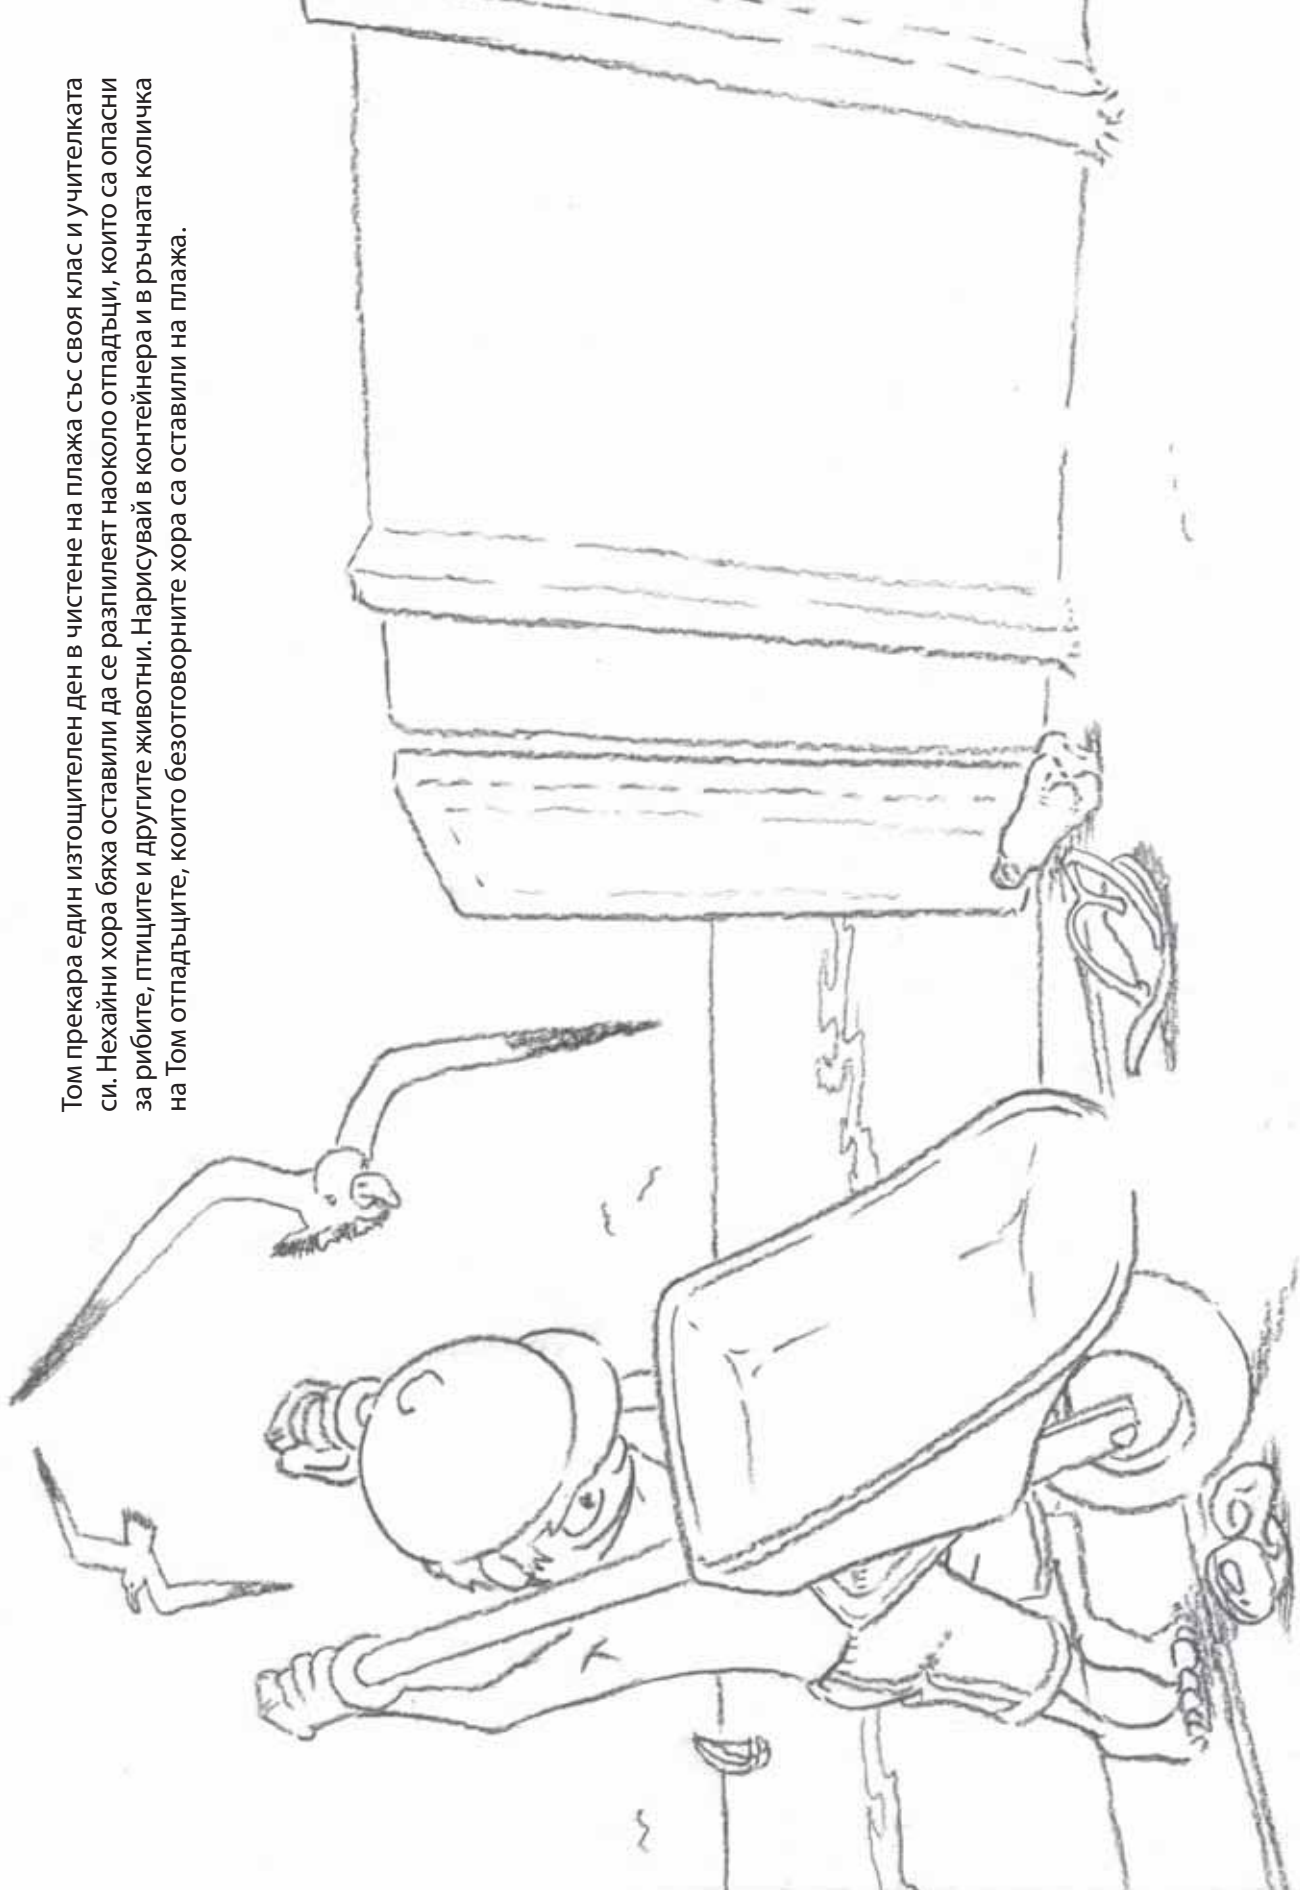 Том прекара един изтощителен ден в чистене на плажа със своя клас и учителката
си. Нехайни хора бяха оставили да се разпилеят наоколо отпадъци, които са опасни
за рибите, птиците и другите животни. Нарисувай в контейнера и в ръчната количка
на Том отпадъците, които безотговорните хора са оставили на плажа.